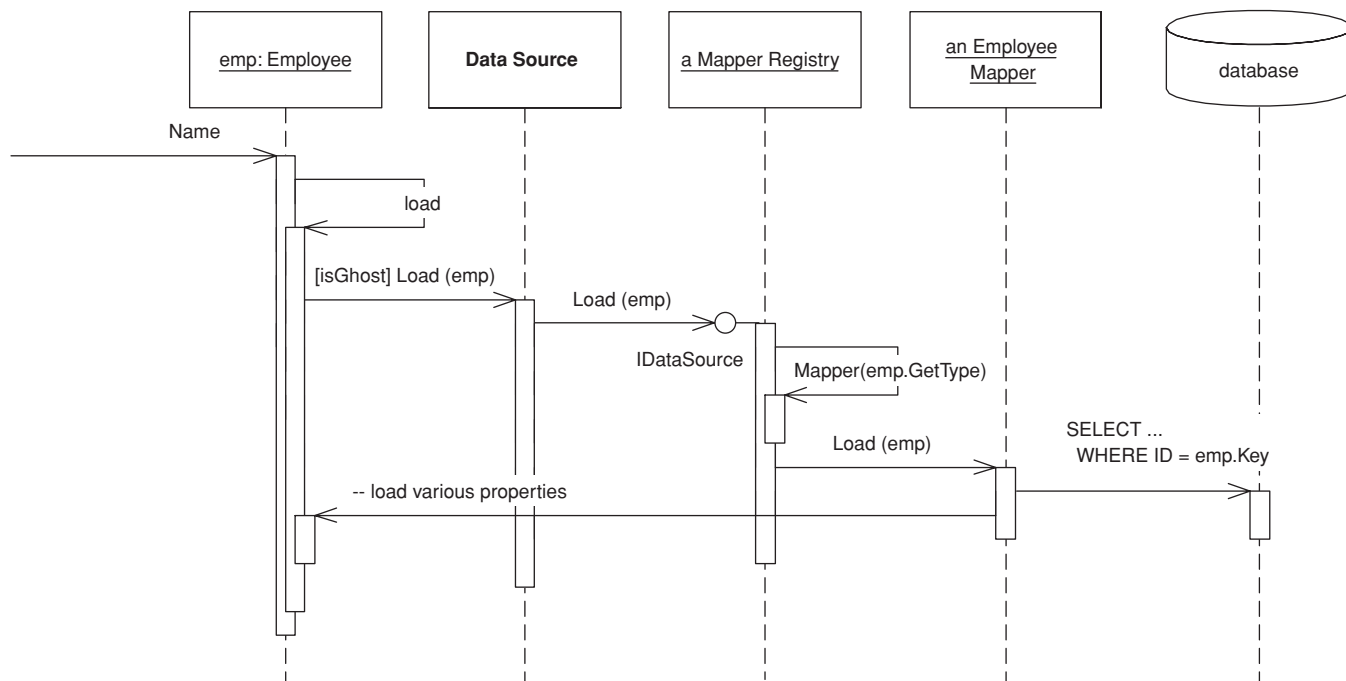 emp: Employee
Data Source
a Mapper Registry
an Employee
Mapper
database
Name
load
[isGhost] Load (emp)
Load (emp)
IDataSource
Mapper(emp.GetType)
Load (emp)
SELECT ...
WHERE ID = emp.Key
-- load various properties